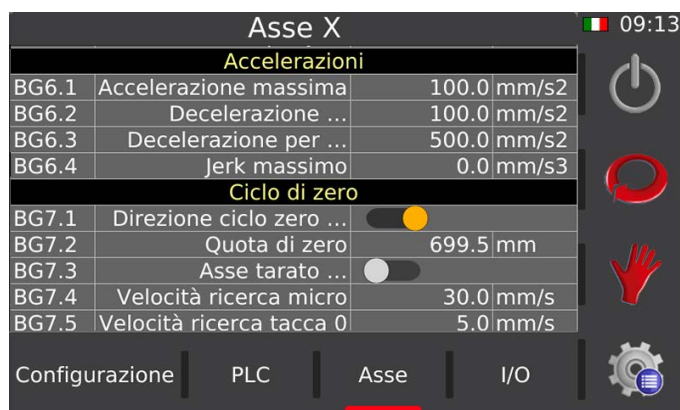 Asse X
09:13
Accelerazioni
BG6.1 Accelerazione massima 100.0 mm/s2
BG6.2 Decelerazione ... 100.0 mm/s2
BG6.3 Decelerazione per ... 500.0 mm/s2
BG6.4 Jerk massimo 0.0 mm/s3
Ciclo di zero
BG7.1 Direzione ciclo zero ...
BG7.2 Quota di zero 699.5 mm
BG7.3 Asse tarato ...
BG7.4 Velocità ricerca micro 30.0 mm/s
BG7.5 Velocità ricerca tacca 0 5.0 mm/s
Configurazione PLC Asse I/O